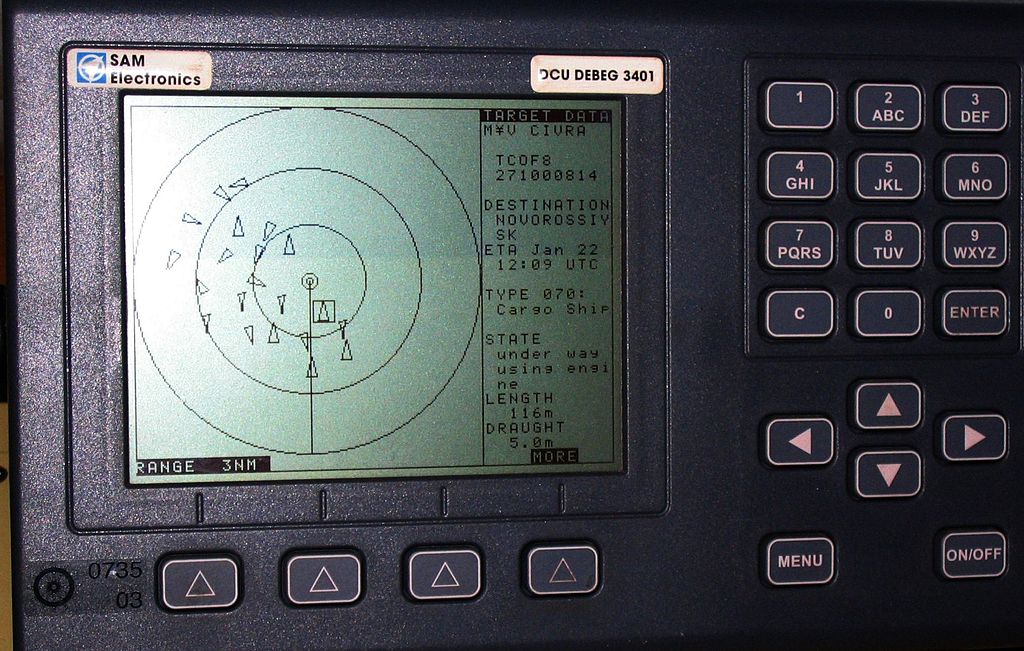 SAM
Electronics
DCU DEBEG 3401
TARGET DATA
M¥V CIVRA
TCOF8
271000814
DESTINATION
NOVOROSSIY
SK
ETA Jan 22
12:09 UTC
TYPE 070:
Cargo Ship
STATE
under way
using engi
ne
LENGTH
116m
DRAUGHT
5.0m
MORE
RANGE 3NM
1
2
ABC
3
DEF
4
GHI
5
JKL
6
MNO
7
PQRS
8
TUV
9
WXYZ
C
0
ENTER
MENU
ON/OFF
0735
03